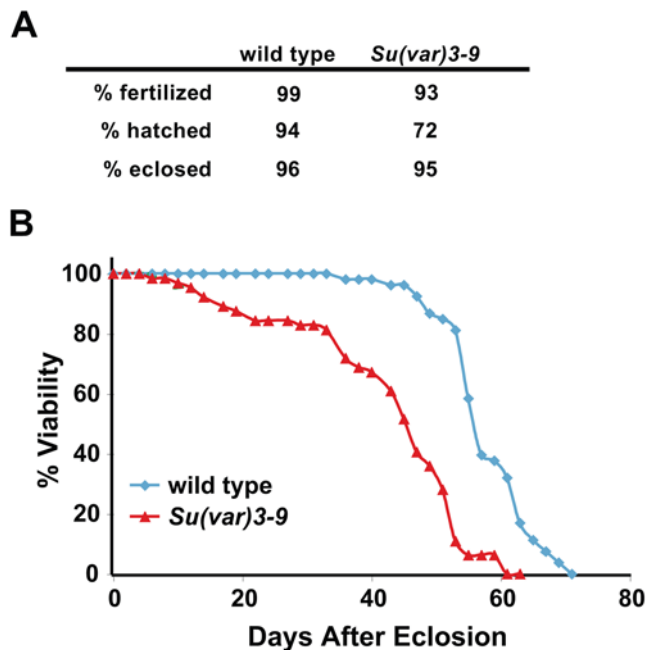 A
wild type Su(var)3-9
% fertilized 99 93
% hatched 94 72
% eclosed 96 95
B
100
80
60
40
20
0
% Viability
wild type
Su(var)3-9
0 20 40 60 80
Days After Eclosion